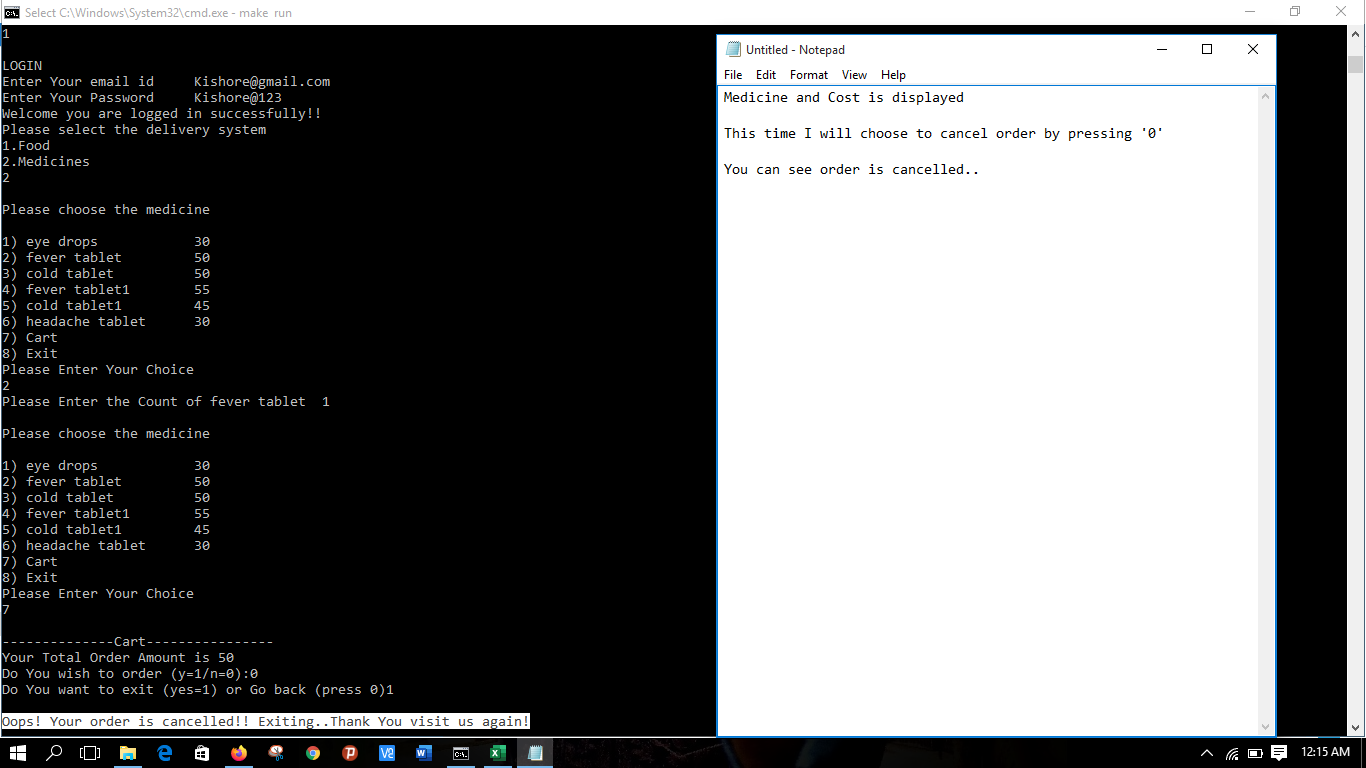 Select C:\Windows\System32\cmd.exe - make run
1
LOGIN
Enter Your email id     Kishore@gmail.com
Enter Your Password     Kishore@123
Welcome you are logged in successfully!!
Please select the delivery system
1.Food
2.Medicines
2
Please choose the medicine
1) eye drops            30
2) fever tablet         50
3) cold tablet          50
4) fever tablet1        55
5) cold tablet1         45
6) headache tablet      30
7) Cart
8) Exit
Please Enter Your Choice
2
Please Enter the Count of fever tablet  1
Please choose the medicine
1) eye drops            30
2) fever tablet         50
3) cold tablet          50
4) fever tablet1        55
5) cold tablet1         45
6) headache tablet      30
7) Cart
8) Exit
Please Enter Your Choice
7
--------------Cart----------------
Your Total Order Amount is 50
Do You wish to order (y=1/n=0):0
Do You want to exit (yes=1) or Go back (press 0)1
Oops! Your order is cancelled!! Exiting..Thank You visit us again!
Untitled - Notepad
File Edit Format View Help
Medicine and Cost is displayed
This time I will choose to cancel order by pressing '0'
You can see order is cancelled..
12:15 AM